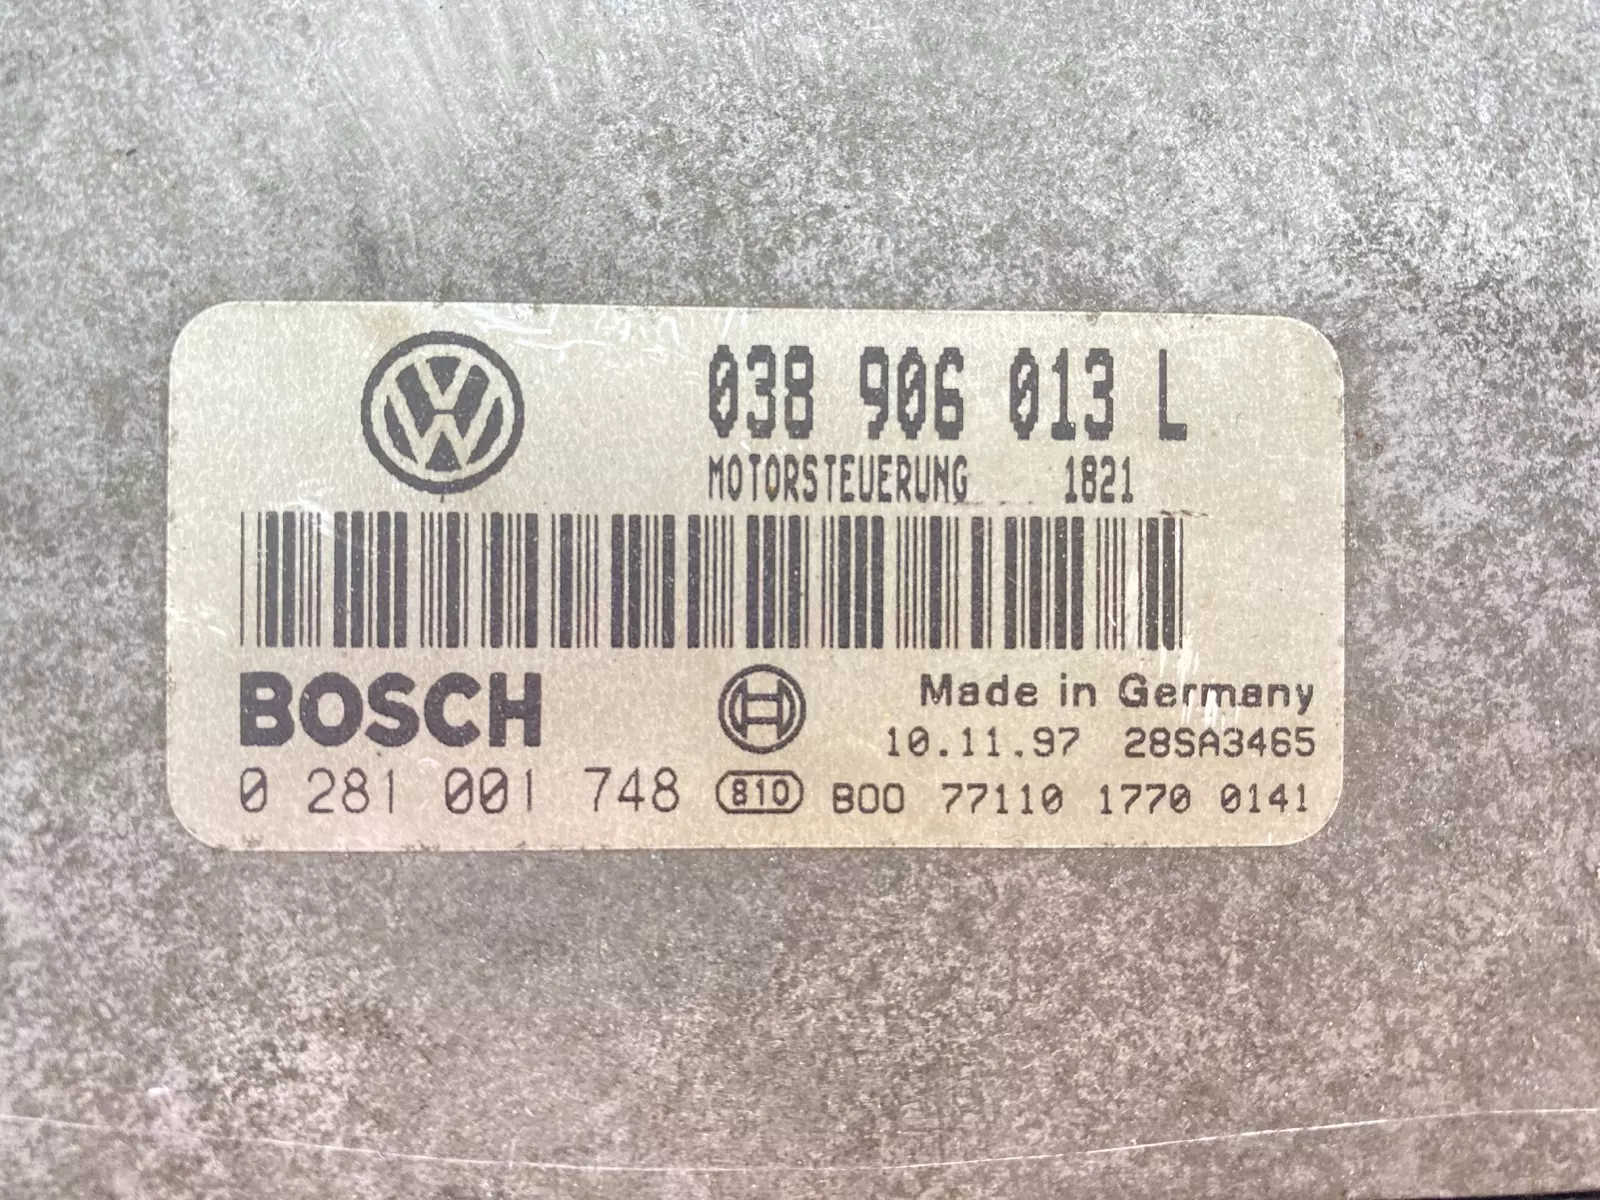 038 906 013 L
MOTORSTEUERUNG 1821
BOSCH
Made in Germany
10.11.97 28SA3465
0 281 001 748 810 B00 77110 1770 0141